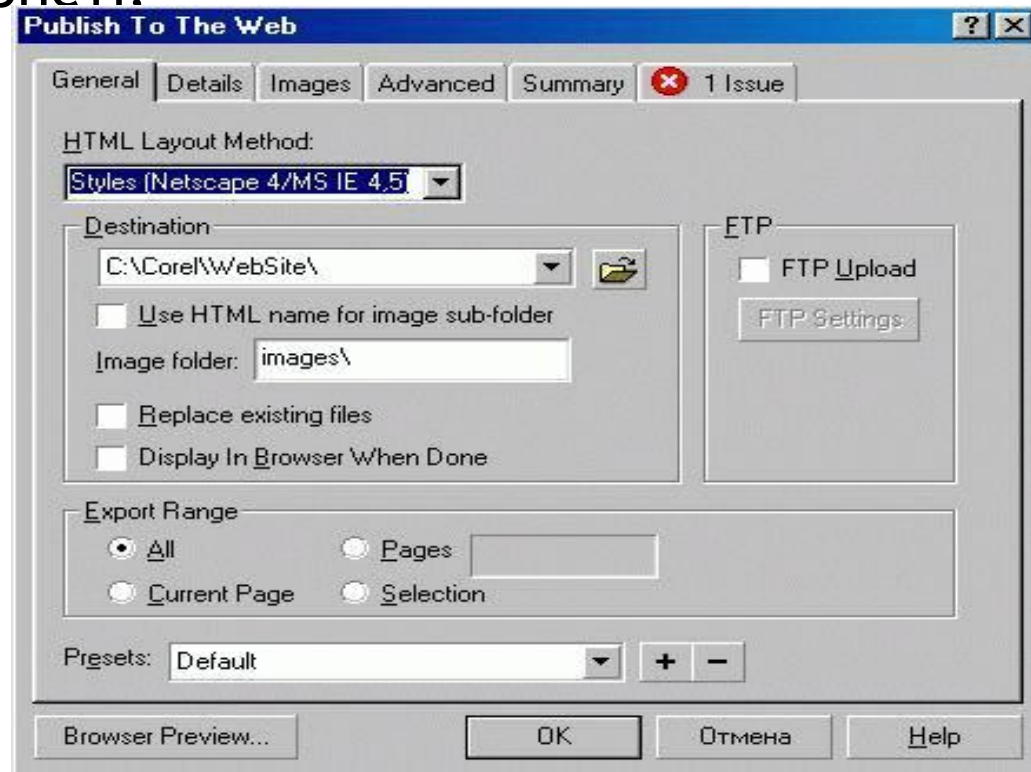 Publish To The Web
General Details Images Advanced Summary 1 Issue
HTML Layout Method:
Styles (Netscape 4/MS IE 4,5)
Destination
FTP
C:\Corel\WebSite\
FTP Upload
Use HTML name for image sub-folder
FTP Settings
Image folder: images\
Replace existing files
Display In Browser When Done
Export Range
All Pages
Current Page Selection
Presets: Default + −
Browser Preview... OK Отмена Help